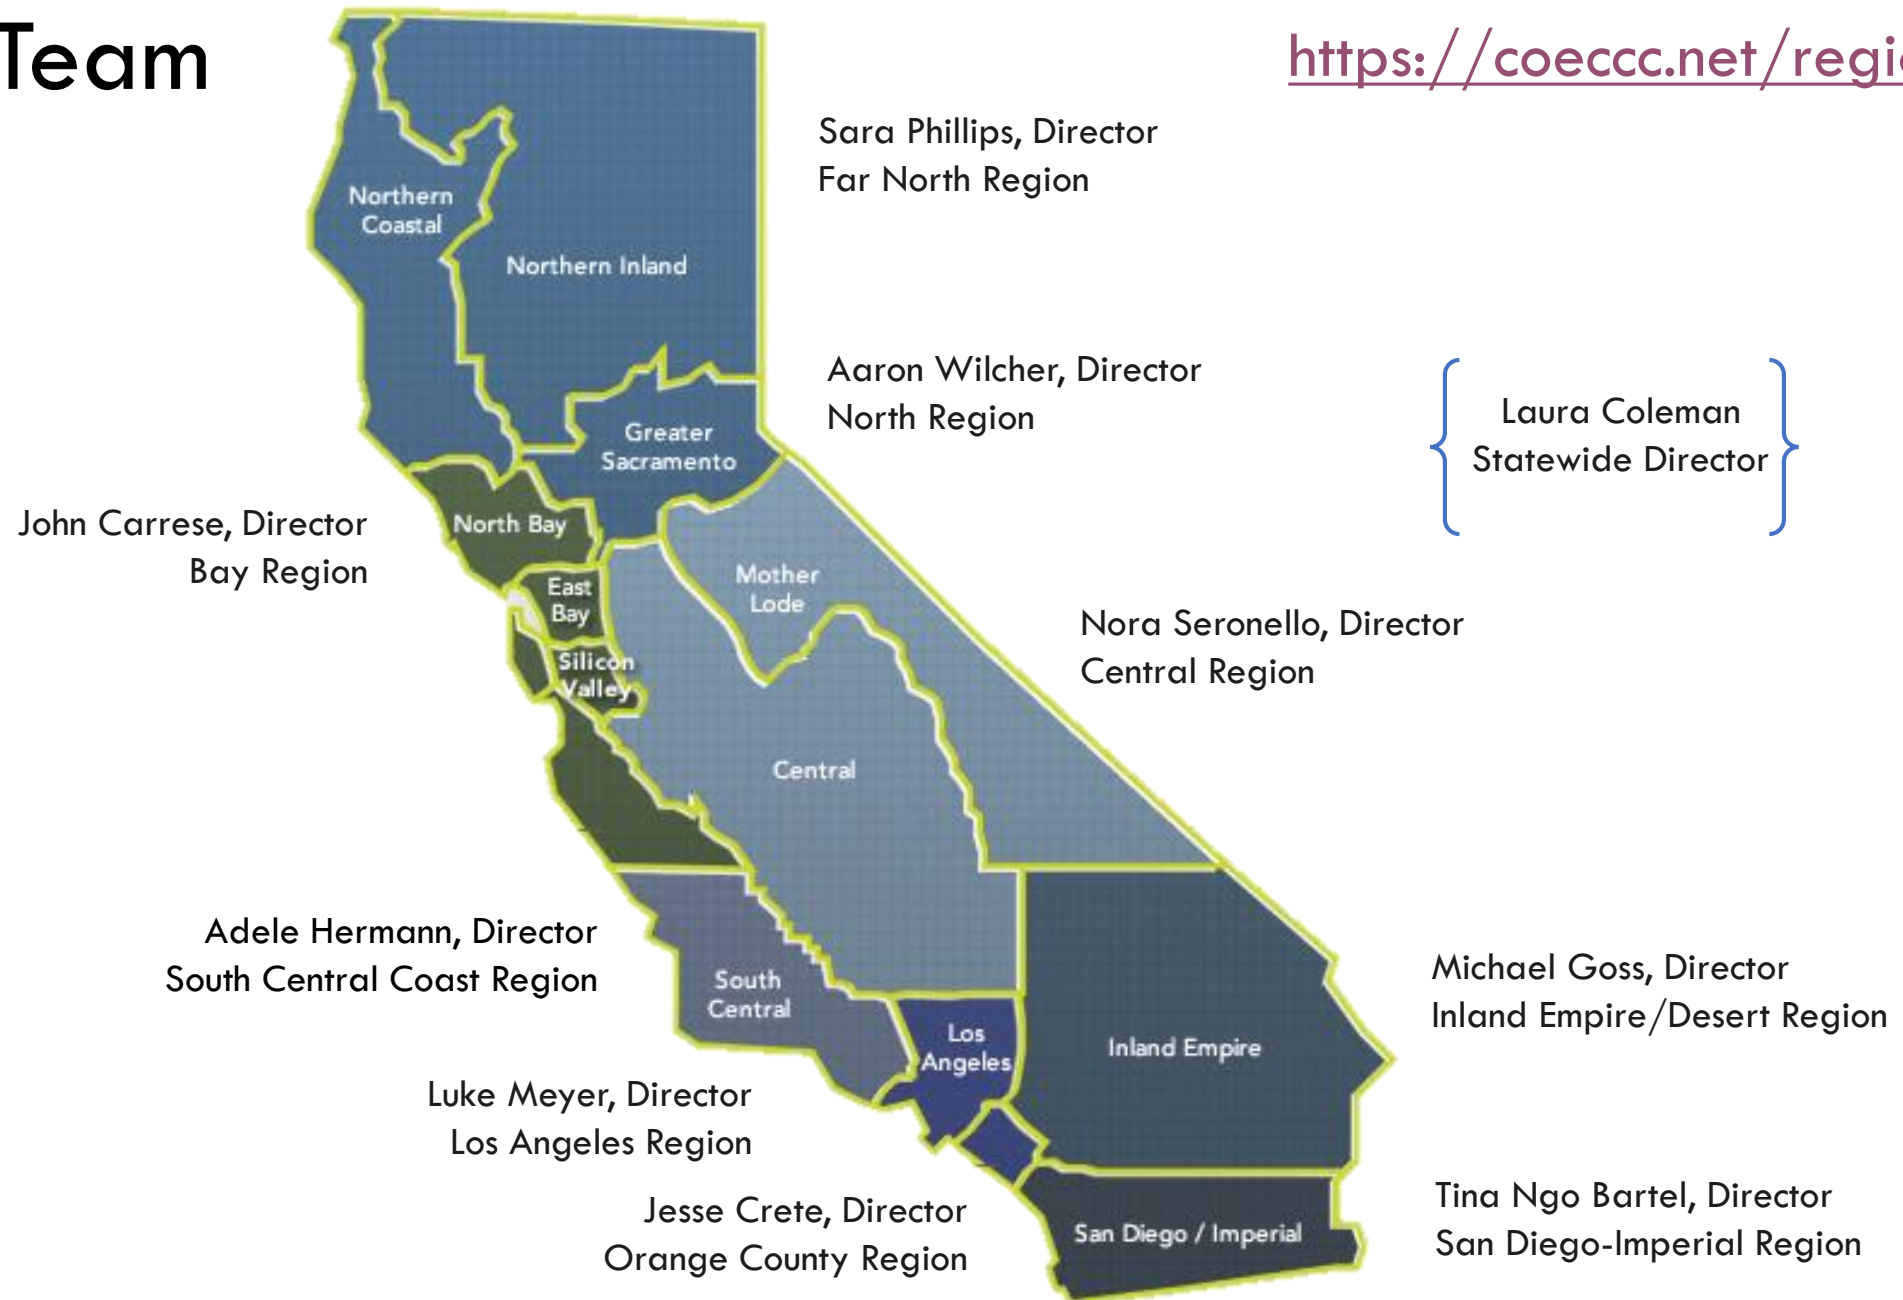 Team
https://coeccc.net/regio
Sara Phillips, Director
Far North Region
Northern
Coastal
Northern Inland
Aaron Wilcher, Director
North Region
Laura Coleman
Statewide Director
Greater
Sacramento
John Carrese, Director
Bay Region
North Bay
East
Bay
Mother
Lode
Nora Seronello, Director
Central Region
Silicon
Valley
Central
Adele Hermann, Director
South Central Coast Region
South
Central
Los
Angeles
Inland Empire
Michael Goss, Director
Inland Empire/Desert Region
Luke Meyer, Director
Los Angeles Region
Jesse Crete, Director
Orange County Region
San Diego / Imperial
Tina Ngo Bartel, Director
San Diego-Imperial Region